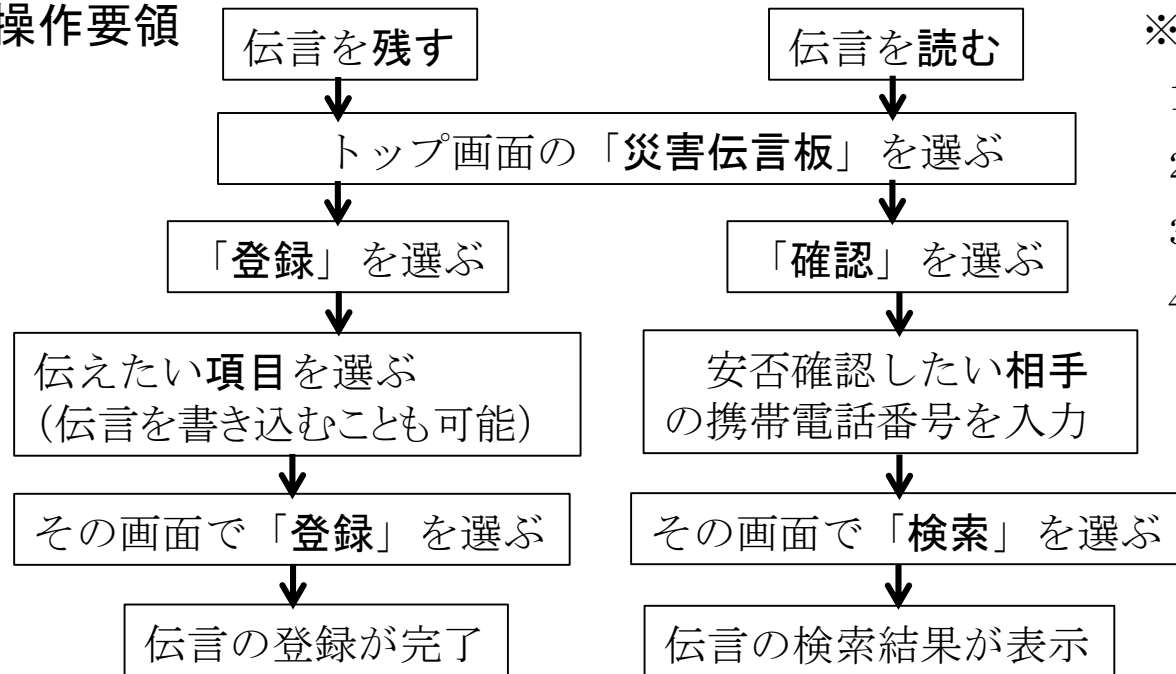 操作要領
伝言を残す
伝言を読む
トップ画面の「災害伝言板」を選ぶ
「登録」を選ぶ
「確認」を選ぶ
伝えたい項目を選ぶ
(伝言を書き込むことも可能)
安否確認したい相手
の携帯電話番号を入力
その画面で「登録」を選ぶ
その画面で「検索」を選ぶ
伝言の登録が完了
伝言の検索結果が表示
※